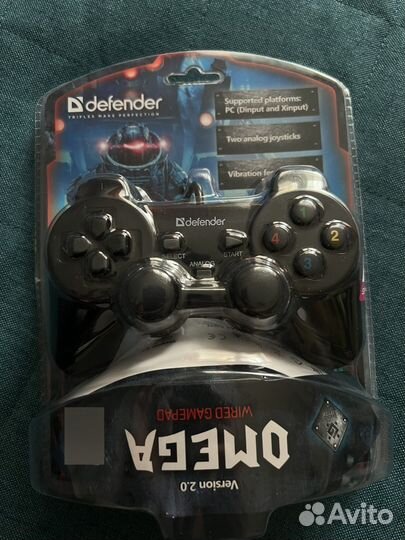 defender
TRIPLEX MAKE PERFECTION
Supported platforms:
PC (Dinput and Xinput)
Two analog joysticks
Vibration
defender
SELECT
START
ANALOG
1
4
2
3
WIRED GAMEPAD
OMEGA
Version 2.0
Avito